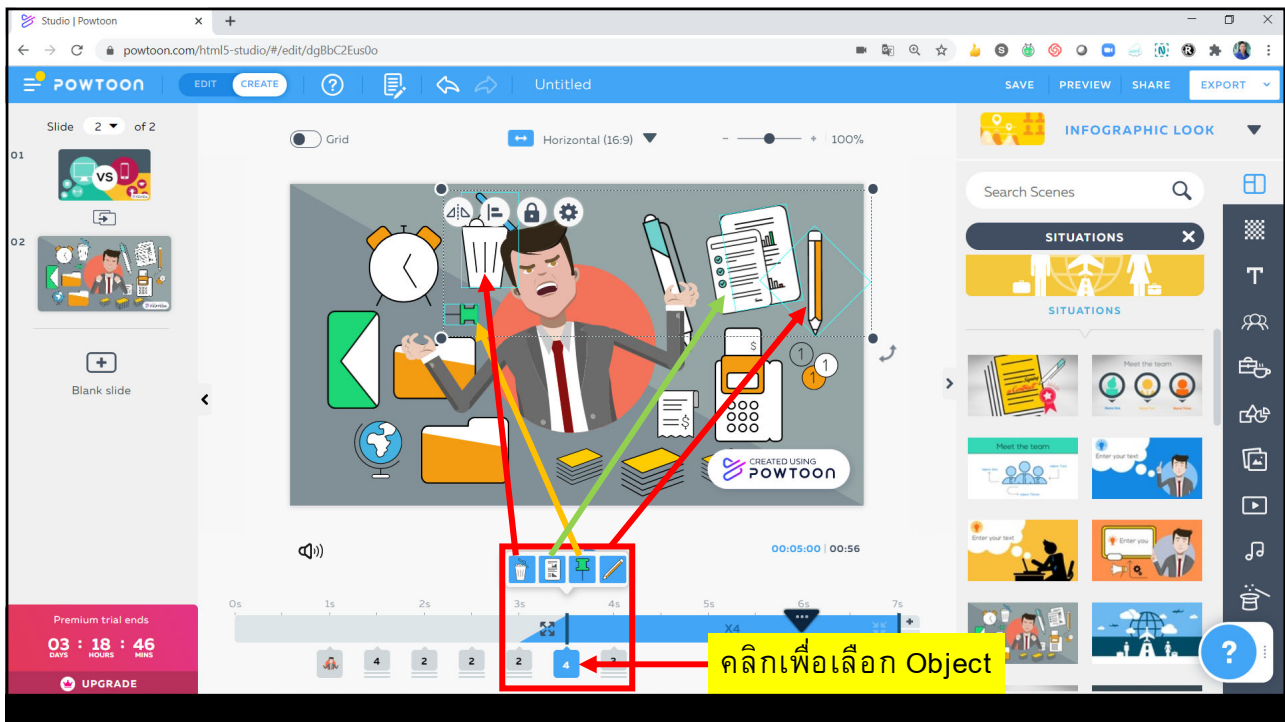 Studio | Powtoon
powtoon.com/html5-studio/#/edit/dgBbC2Eus0o
POWTOON
EDIT
CREATE
Untitled
SAVE
PREVIEW
SHARE
EXPORT
Slide 2 of 2
Grid
Horizontal (16:9)
- + 100%
INFOGRAPHIC LOOK
01
VS
Search Scenes
SITUATIONS
02
SITUATIONS
Blank slide
Meet the team
Meet the team
Enter your text
CREATED USING
POWTOON
Enter your text
Enter you
00:05:00 | 00:56
0s 1s 2s 3s 4s 5s 6s 7s
X4
Premium trial ends
03 : 18 : 46
DAYS HOURS MINS
UPGRADE
4 2 2 2 4
คลิกเพื่อเลือก Object
?